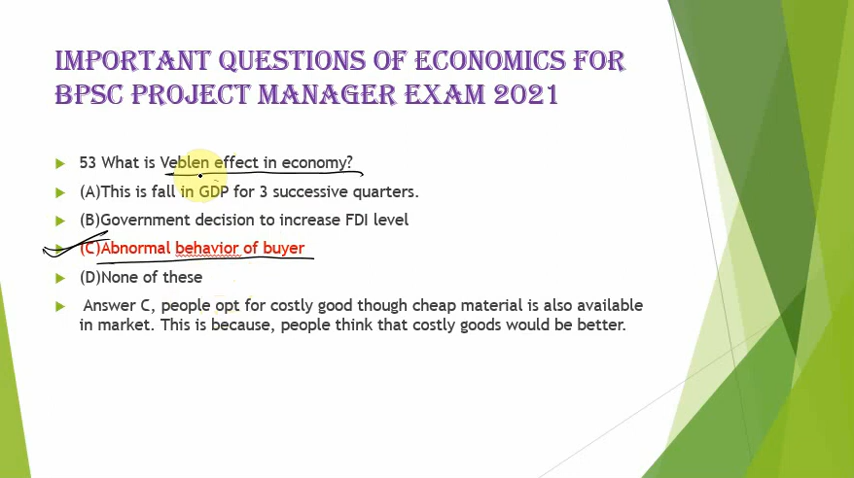 IMPORTANT QUESTIONS OF ECONOMICS FOR
BPSC PROJECT MANAGER EXAM 2021
53 What is Veblen effect in economy?
(A)This is fall in GDP for 3 successive quarters.
(B)Government decision to increase FDI level
(C)Abnormal behavior of buyer
(D)None of these
Answer C, people opt for costly good though cheap material is also available
in market. This is because, people think that costly goods would be better.